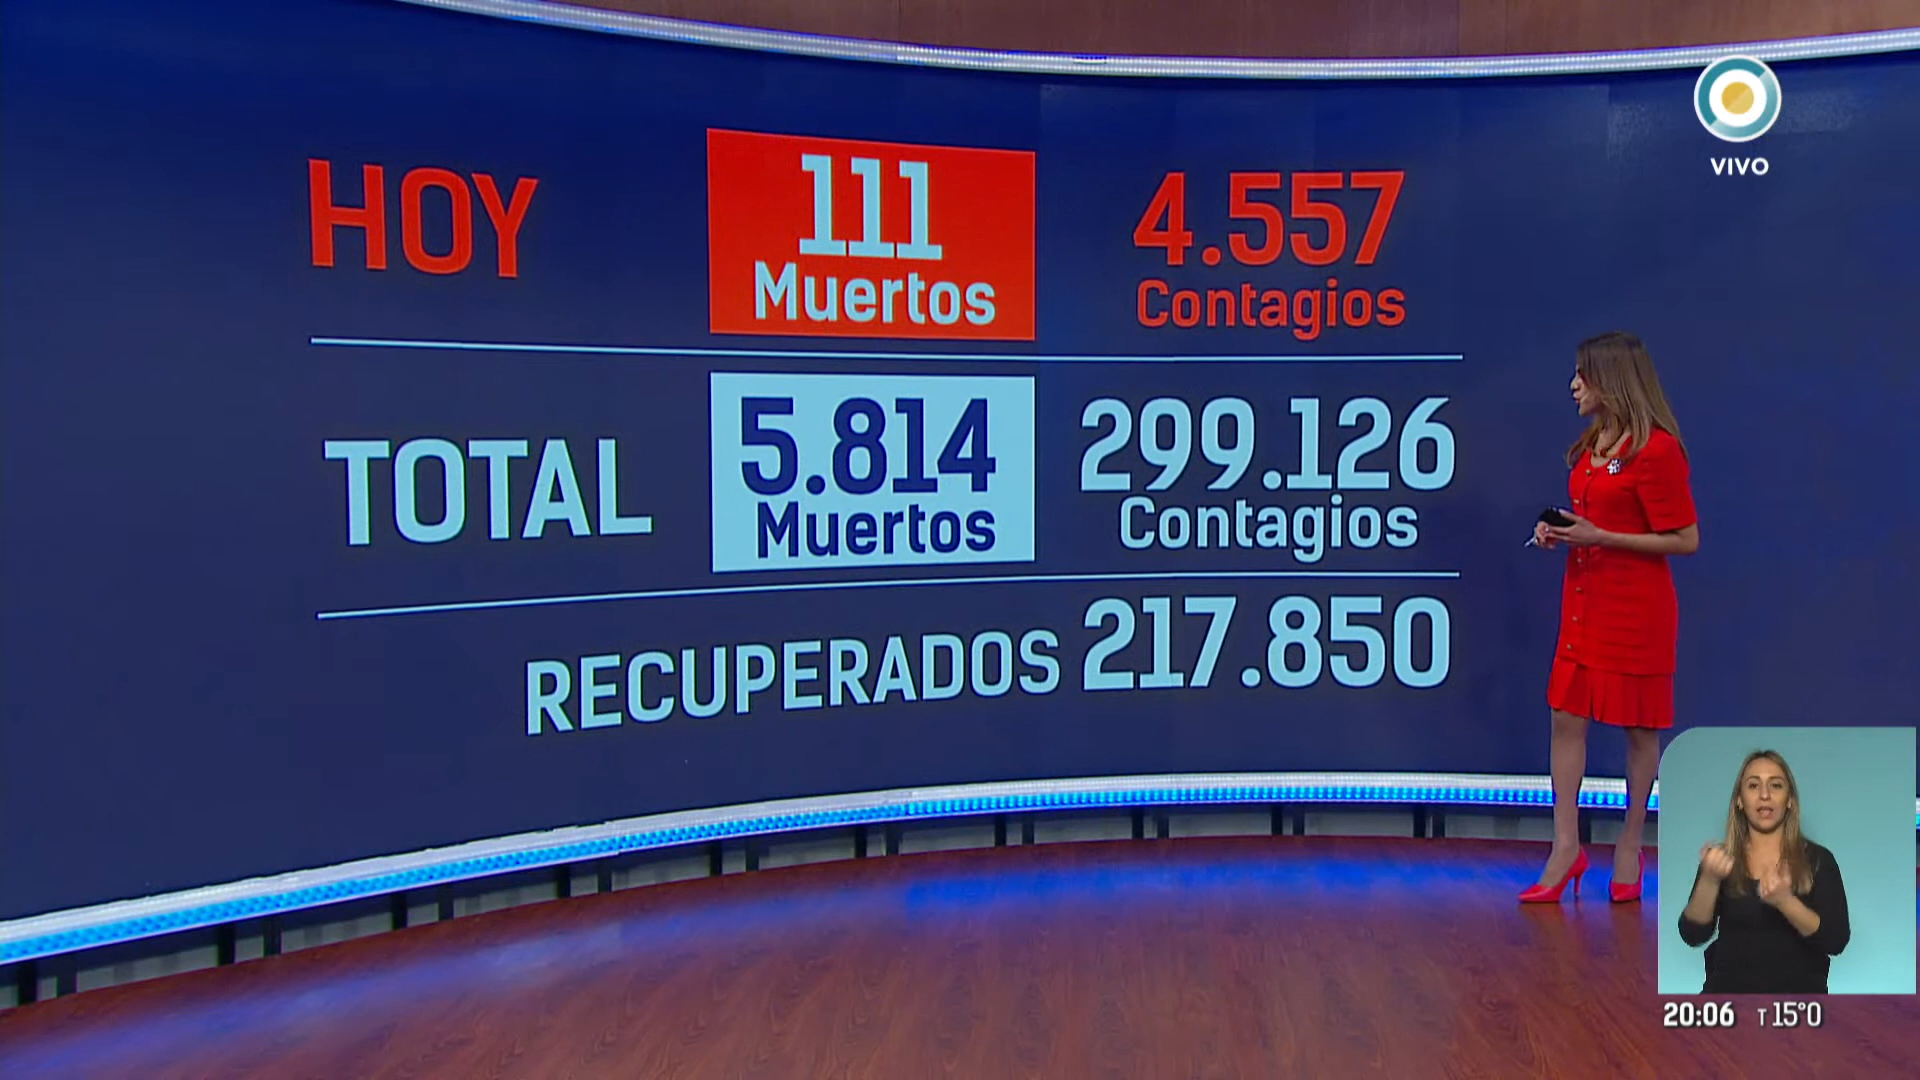 VIVO
HOY
111
Muertos
4.557
Contagios
TOTAL
5.814
Muertos
299.126
Contagios
RECUPERADOS 217.850
20:06 T 15°0